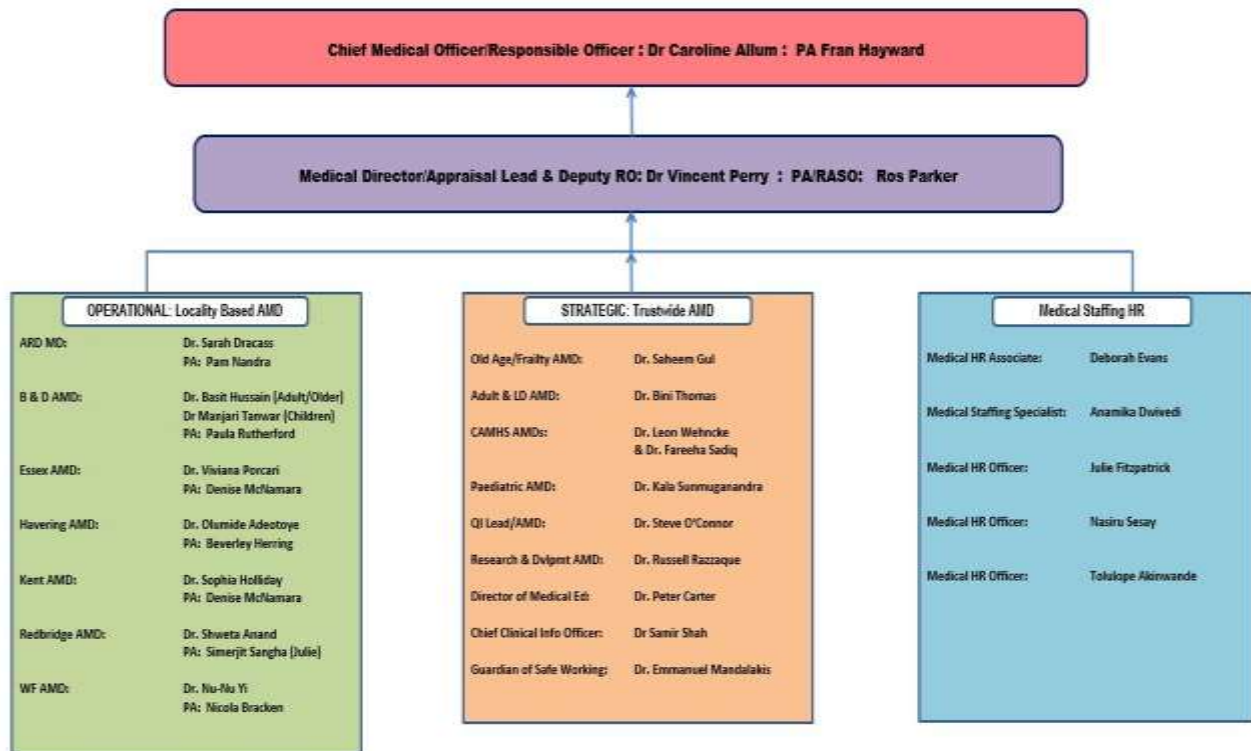 Chief Medical Officer/Responsible Officer : Dr Caroline Allum : PA Fran Hayward
Medical Director/Appraisal Lead & Deputy RO: Dr Vincent Perry : PA/RASO: Ros Parker
OPERATIONAL: Locality Based AMD
ARD MD: Dr. Sarah Dracass
PA: Pam Nandra
B & D AMD: Dr. Basit Hussain (Adult/Older)
Dr Manjari Tanwar (Children)
PA: Paula Rutherford
Essex AMD: Dr. Viviana Porcari
PA: Denise McNamara
Havering AMD: Dr. Olumide Adeotoye
PA: Beverley Herring
Kent AMD: Dr. Sophia Holliday
PA: Denise McNamara
Redbridge AMD: Dr. Shweta Anand
PA: Simerjit Sangha (Julie)
WF AMD: Dr. Nu-Nu Yi
PA: Nicola Bracken
STRATEGIC: Trustwide AMD
Old Age/Frailty AMD: Dr. Saheem Gul
Adult & LD AMD: Dr. Bini Thomas
CAMHS AMDs: Dr. Leon Wehncke
& Dr. Fareeha Sadiq
Paediatric AMD: Dr. Kala Sunmuganandra
QI Lead/AMD: Dr. Steve O'Connor
Research & Dvlpmt AMD: Dr. Russell Razzaque
Director of Medical Ed: Dr. Peter Carter
Chief Clinical Info Officer: Dr Samir Shah
Guardian of Safe Working: Dr. Emmanuel Mandalakis
Medical Staffing HR
Medical HR Associate: Deborah Evans
Medical Staffing Specialist: Anamika Dwivedi
Medical HR Officer: Julie Fitzpatrick
Medical HR Officer: Nasiru Sesay
Medical HR Officer: Tolulope Akinwande